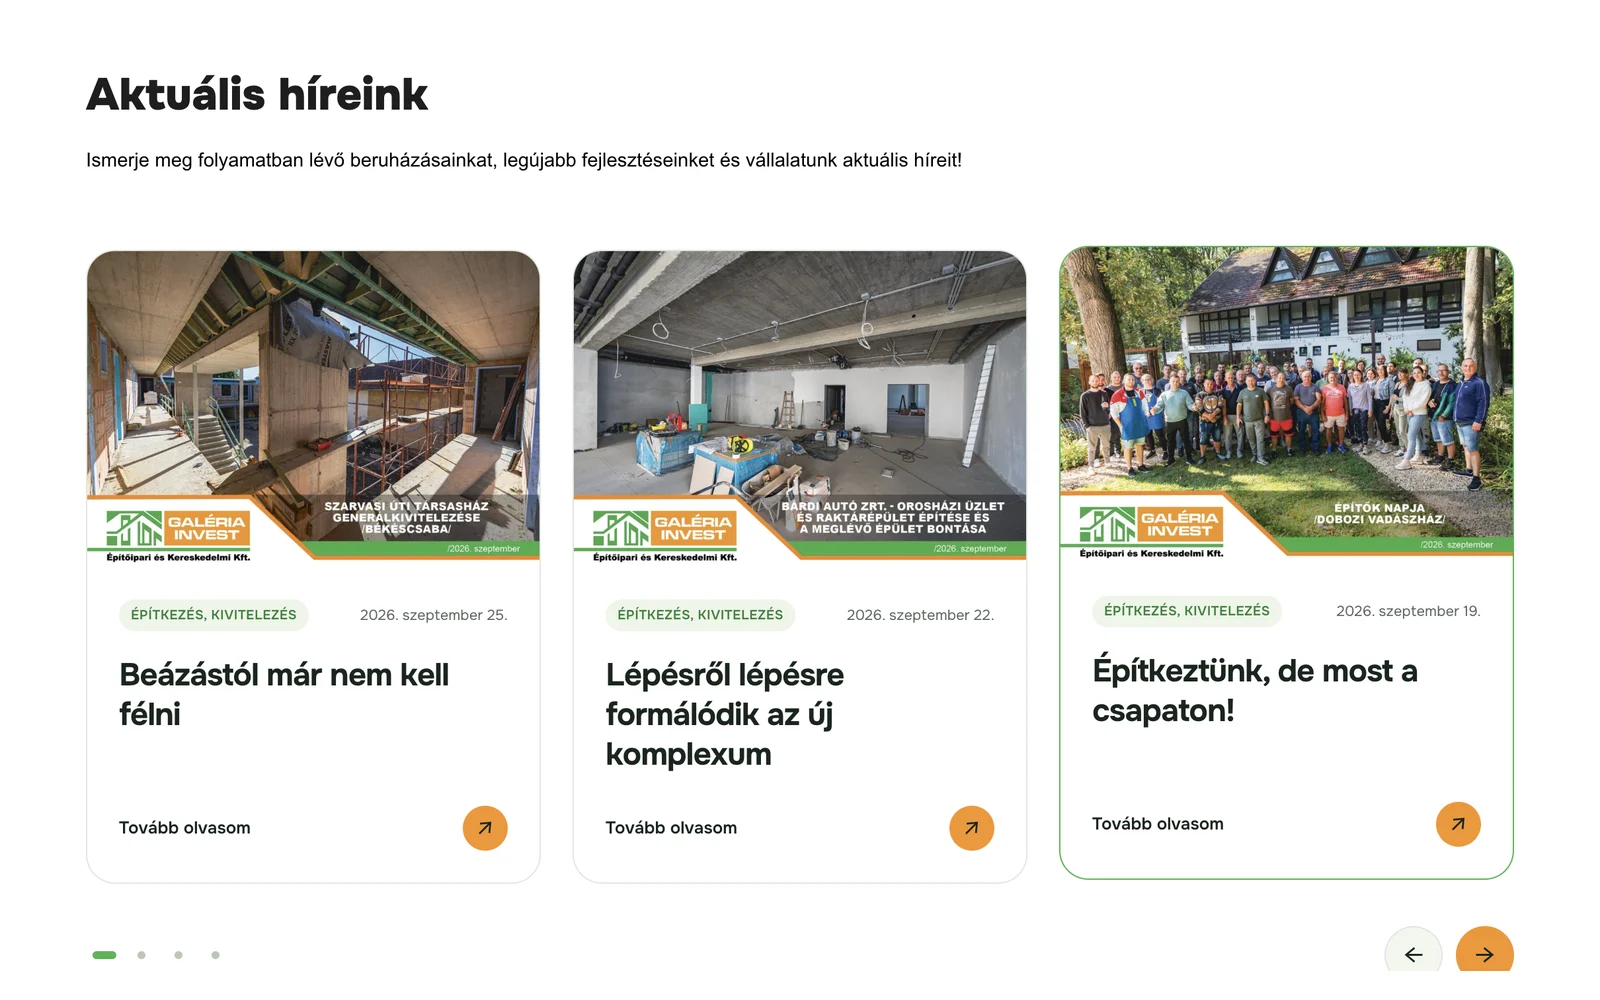 Aktuális híreink
Ismerje meg folyamatban lévő beruházásainkat, legújabb fejlesztéseinket és vállalatunk aktuális híreit!
GALÉRIA
INVEST
Építőipari és Kereskedelmi Kft.
SZARVASI ÚTI TÁRSASHÁZ
GENERÁLKIVITELEZÉSE
/BÉKÉSCSABA/
/2026. szeptember
ÉPÍTKEZÉS, KIVITELEZÉS
2026. szeptember 25.
Beázástól már nem kell
félni
Tovább olvasom
GALÉRIA
INVEST
Építőipari és Kereskedelmi Kft.
BÁRDI AUTÓ ZRT. - OROSHÁZI ÜZLET
ÉS RAKTÁRÉPÜLET ÉPÍTÉSE ÉS
A MEGLÉVŐ ÉPÜLET BONTÁSA
/2026. szeptember
ÉPÍTKEZÉS, KIVITELEZÉS
2026. szeptember 22.
Lépésről lépésre
formálódik az új
komplexum
Tovább olvasom
GALÉRIA
INVEST
Építőipari és Kereskedelmi Kft.
ÉPÍTŐK NAPJA
/DOBOZI VADÁSZHÁZ/
/2026. szeptember
ÉPÍTKEZÉS, KIVITELEZÉS
2026. szeptember 19.
Építkeztünk, de most a
csapaton!
Tovább olvasom